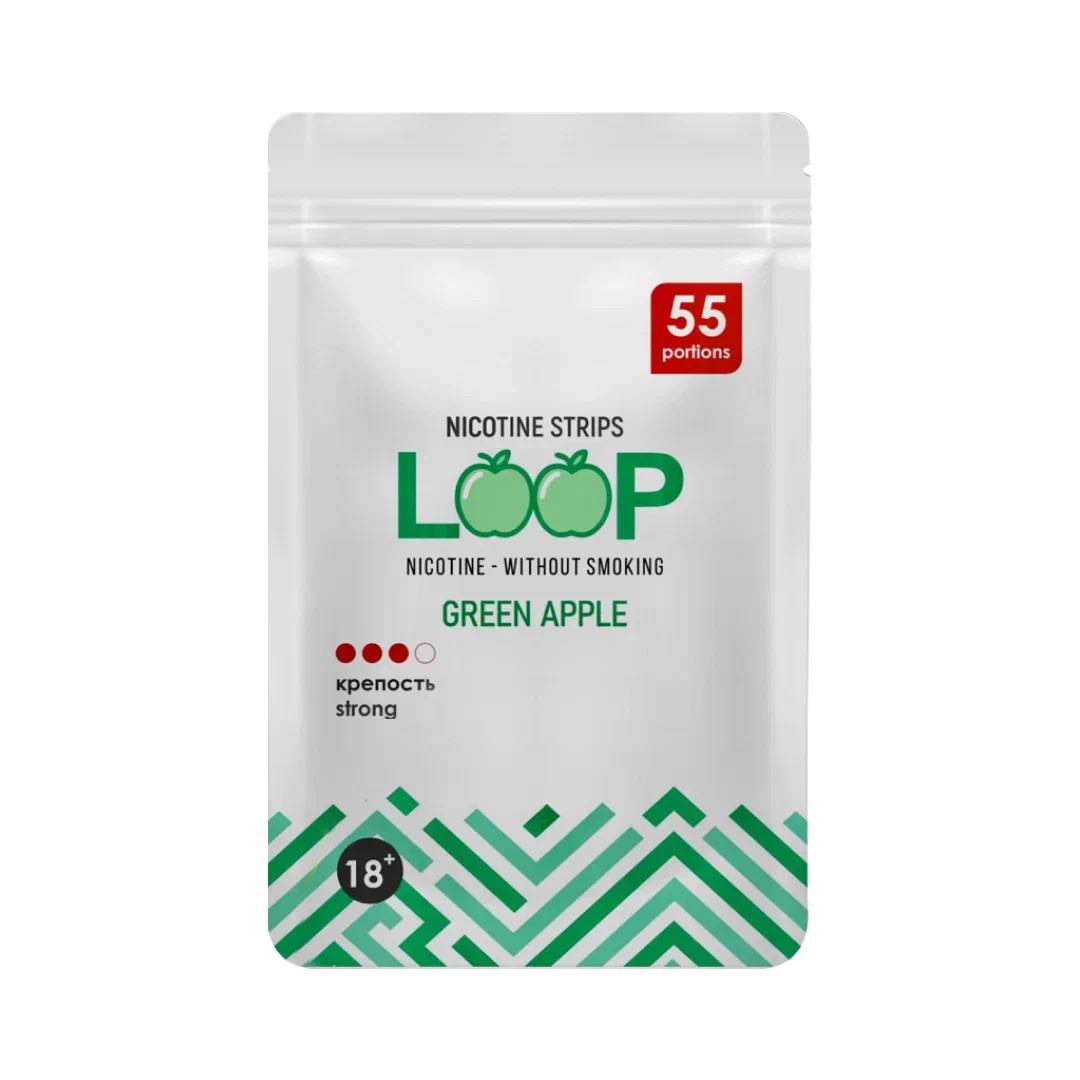 55
portions
NICOTINE STRIPS
LOOP
NICOTINE - WITHOUT SMOKING
GREEN APPLE
крепость
strong
18+